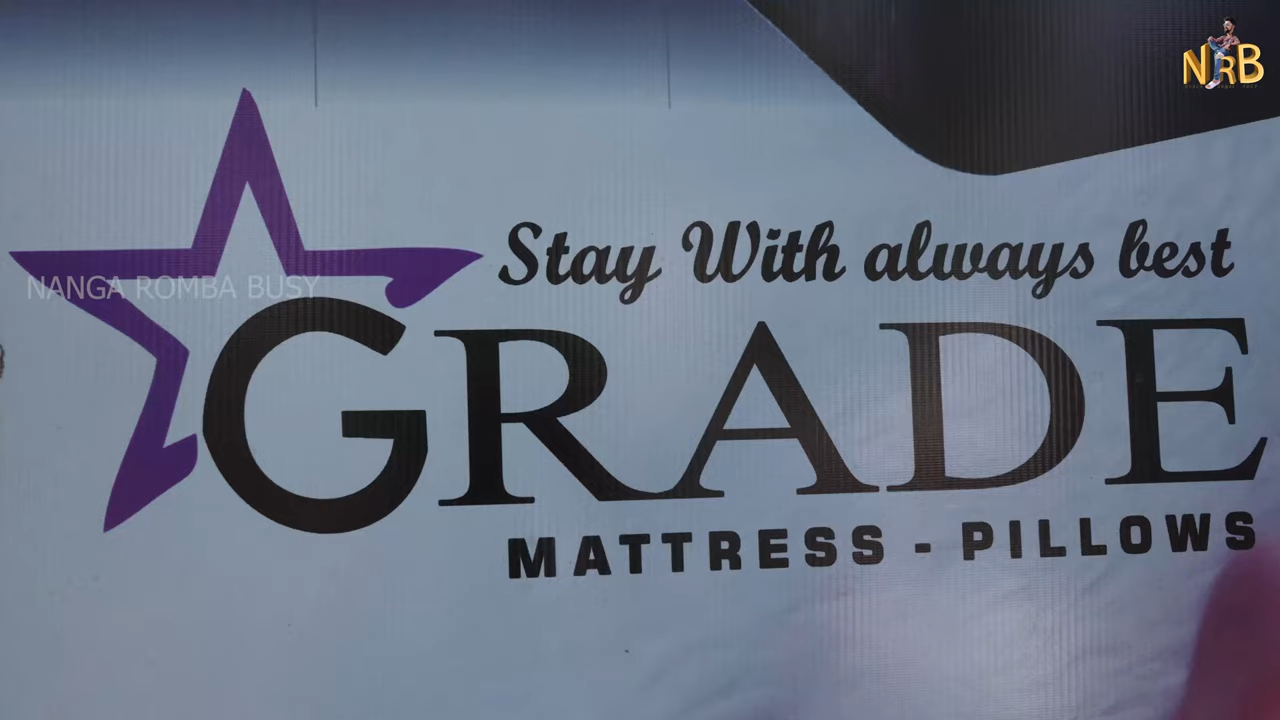 NRB
Stay With always best
NANGA ROMBA BUSY
GRADE
MATTRESS - PILLOWS